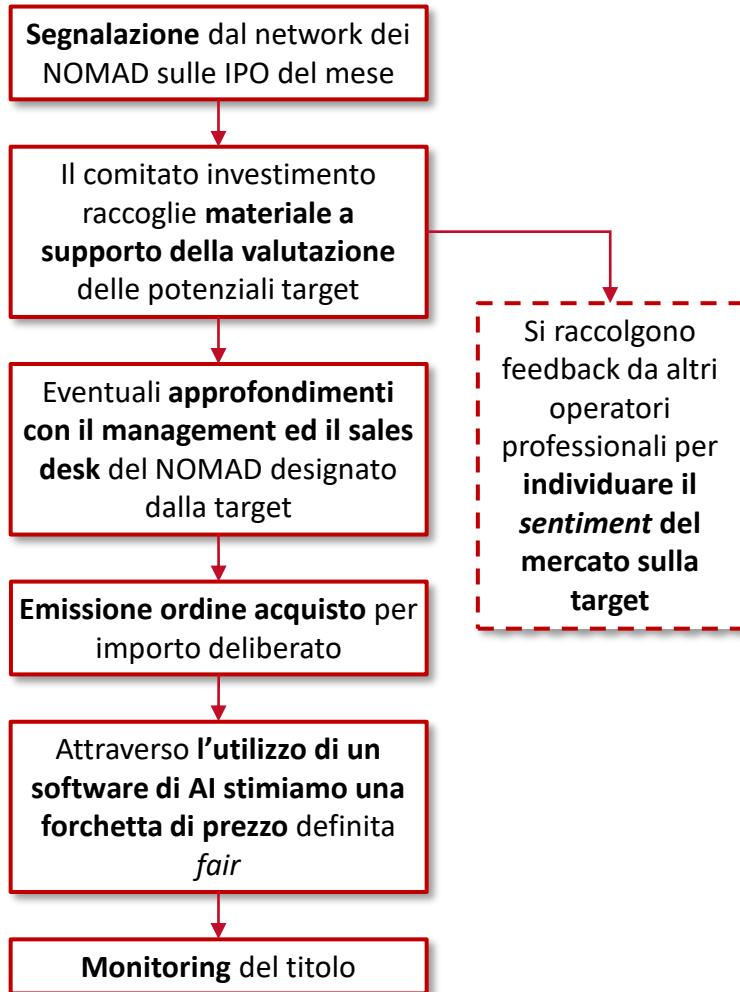 Segnalazione dal network dei
NOMAD sulle IPO del mese
Il comitato investimento
raccoglie materiale a
supporto della valutazione
delle potenziali target
Si raccolgono
feedback da altri
operatori
professionali per
individuare il
sentiment del
mercato sulla
target
Eventuali approfondimenti
con il management ed il sales
desk del NOMAD designato
dalla target
Emissione ordine acquisto per
importo deliberato
Attraverso l’utilizzo di un
software di AI stimiamo una
forchetta di prezzo definita
fair
Monitoring del titolo